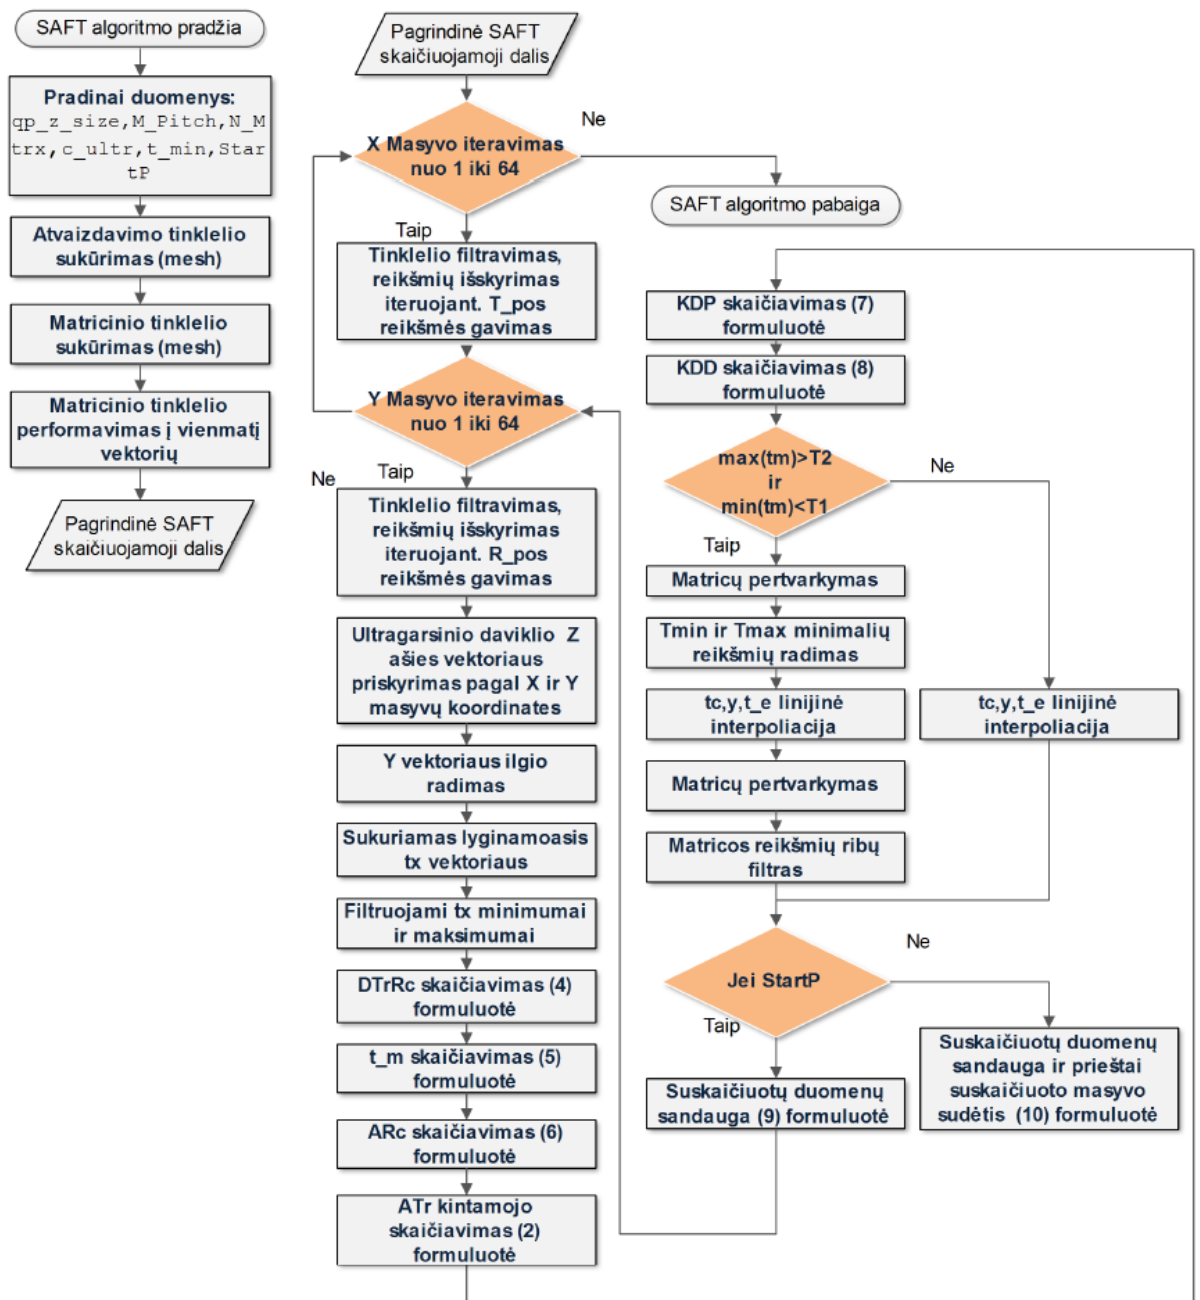 SAFT algoritmo pradžia
Pradinai duomenys:
qp_z_size,M_Pitch,N_M
trx,c_ultr,t_min,Star
tP
Atvaizdavimo tinklelio
sukūrimas (mesh)
Matricinio tinklelio
sukūrimas (mesh)
Matricinio tinklelio
performavimas į vienmatį
vektorių
Pagrindinė SAFT
skaičiuojamoji dalis
Pagrindinė SAFT
skaičiuojamoji dalis
X Masyvo iteravimas
nuo 1 iki 64
Ne
SAFT algoritmo pabaiga
Taip
Tinklelio filtravimas,
reikšmių išskyrimas
iteruojant. T_pos
reikšmės gavimas
Y Masyvo iteravimas
nuo 1 iki 64
Ne
Taip
Tinklelio filtravimas,
reikšmių išskyrimas
iteruojant. R_pos
reikšmės gavimas
Ultragarsinio daviklio Z
ašies vektoriaus
priskyrimas pagal X ir Y
masyvų koordinates
Y vektoriaus ilgio
radimas
Sukuriamas lyginamoasis
tx vektoriaus
Filtruojami tx minimumai
ir maksimumai
DTrRc skaičiavimas (4)
formuluotė
t_m skaičiavimas (5)
formuluotė
ARc skaičiavimas (6)
formuluotė
ATr kintamojo
skaičiavimas (2)
formuluotė
KDP skaičiavimas (7)
formuluotė
KDD skaičiavimas (8)
formuluotė
max(tm)>T2
ir
min(tm)<T1
Ne
Taip
Matricų pertvarkymas
Tmin ir Tmax minimalių
reikšmių radimas
tc,y,t_e linijinė
interpoliacija
tc,y,t_e linijinė
interpoliacija
Matricų pertvarkymas
Matricos reikšmių ribų
filtras
Jei StartP
Ne
Taip
Suskaičiuotų duomenų
sandauga (9) formuluotė
Suskaičiuotų duomenų
sandauga ir prieštai
suskaičiuoto masyvo
sudėtis (10) formuluotė